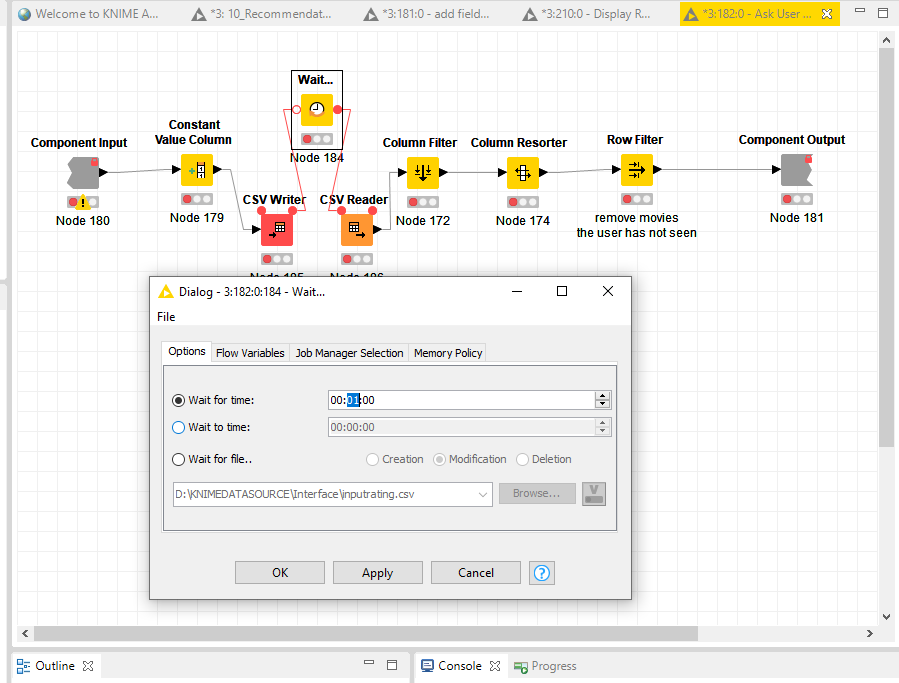 Welcome to KNIME A...
*3: 10_Recommendat...
*3:181:0 - add field...
*3:210:0 - Display R...
*3:182:0 - Ask User ...
Wait...
Node 184
Component Input
Node 180
Constant
Value Column
Node 179
CSV Writer
CSV Reader
Column Filter
Node 172
Column Resorter
Node 174
Row Filter
remove movies
the user has not seen
Component Output
Node 181
Dialog - 3:182:0:184 - Wait...
File
Options
Flow Variables
Job Manager Selection
Memory Policy
Wait for time:
00:01:00
Wait to time:
00:00:00
Wait for file..
Creation
Modification
Deletion
D:\KNIMEDATASOURCE\Interface\inputrating.csv
Browse...
V
OK
Apply
Cancel
?
Outline
Console
Progress